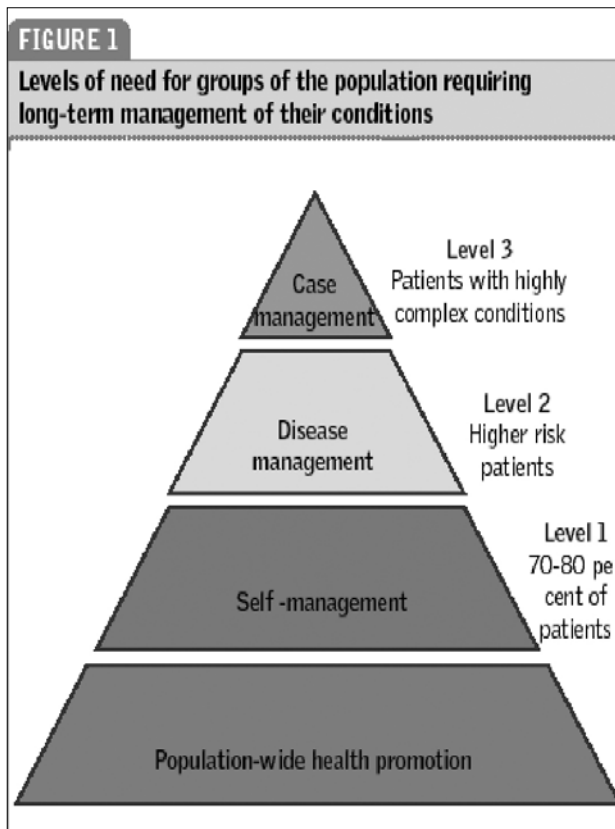 FIGURE 1
Levels of need for groups of the population requiring
long-term management of their conditions
Case
management
Level 3
Patients with highly
complex conditions
Disease
management
Level 2
Higher risk
patients
Self -management
Level 1
70-80 pe
cent of
patients
Population-wide health promotion